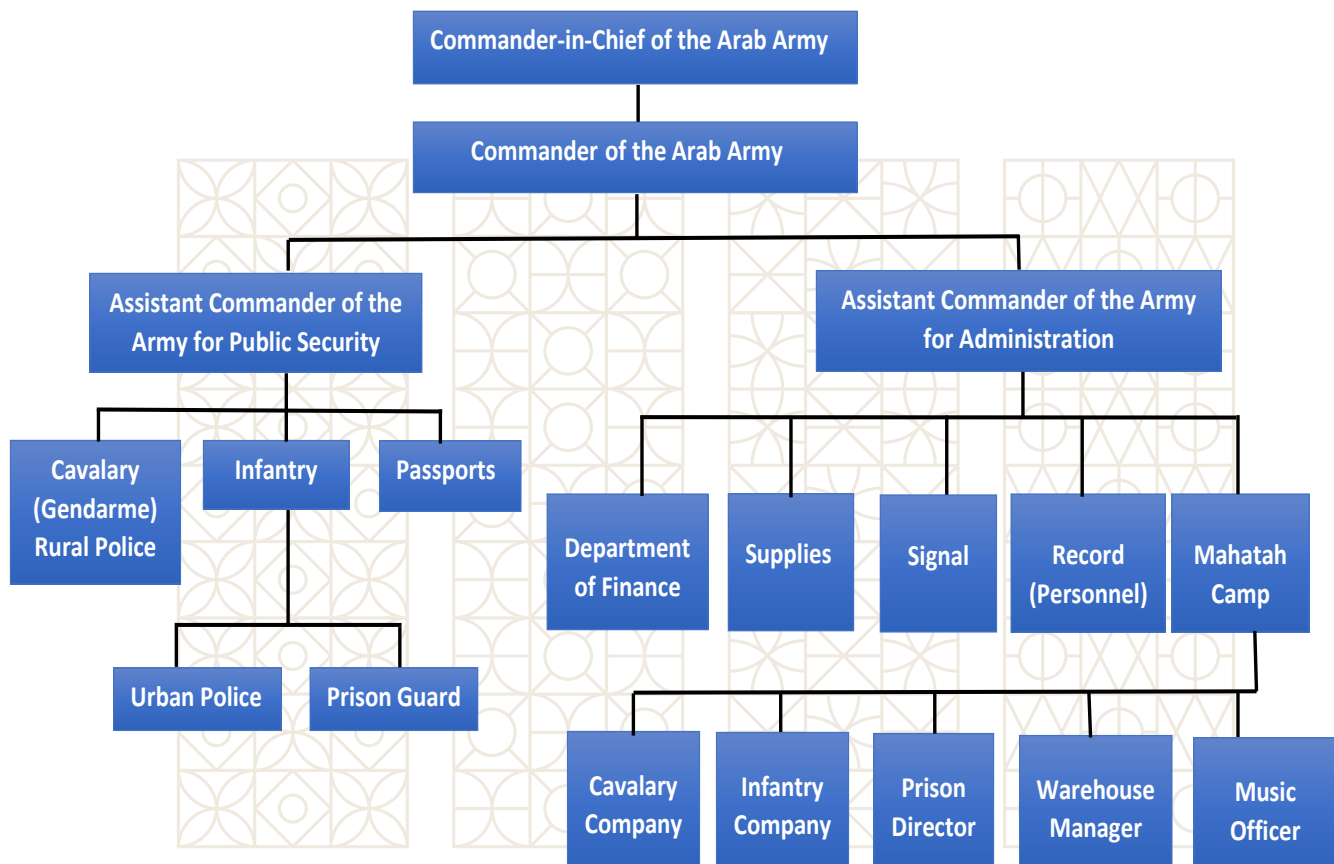 Commander-in-Chief of the Arab Army
Commander of the Arab Army
Assistant Commander of the
Army for Public Security
Assistant Commander of the Army
for Administration
Cavalary
(Gendarme)
Rural Police
Infantry
Passports
Department
of Finance
Supplies
Signal
Record
(Personnel)
Mahatah
Camp
Urban Police
Prison Guard
Cavalary
Company
Infantry
Company
Prison
Director
Warehouse
Manager
Music
Officer